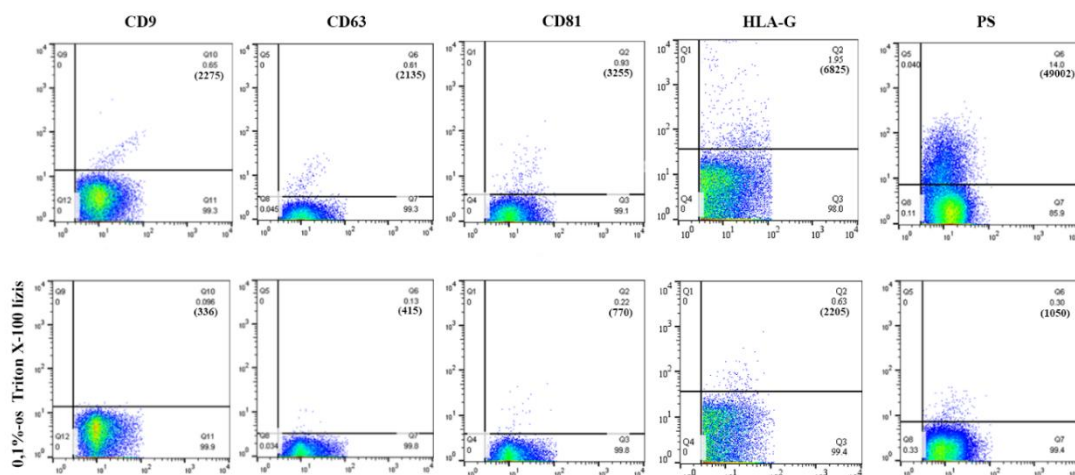 CD9 CD63 CD81 HLA-G PS
Q9
0
Q10
0.65
(2275)
Q12
0
Q11
99.3
Q5
0
Q6
0.61
(2135)
Q8
0.045
Q7
99.3
Q1
0
Q2
0.93
(3255)
Q4
0
Q3
99.1
Q1
0
Q2
1.95
(6825)
Q4
0
Q3
98.0
Q5
0.040
Q6
14.0
(49002)
Q8
0.11
Q7
85.9
0,1 %-os Triton X-100 lízis
Q9
0
Q10
0.096
(336)
Q12
0
Q11
99.9
Q5
0
Q6
0.13
(415)
Q8
0.034
Q7
99.8
Q1
0
Q2
0.22
(770)
Q4
0
Q3
99.8
Q1
0
Q2
0.63
(2205)
Q4
0
Q3
99.4
Q5
0
Q6
0.30
(1050)
Q8
0.33
Q7
99.4